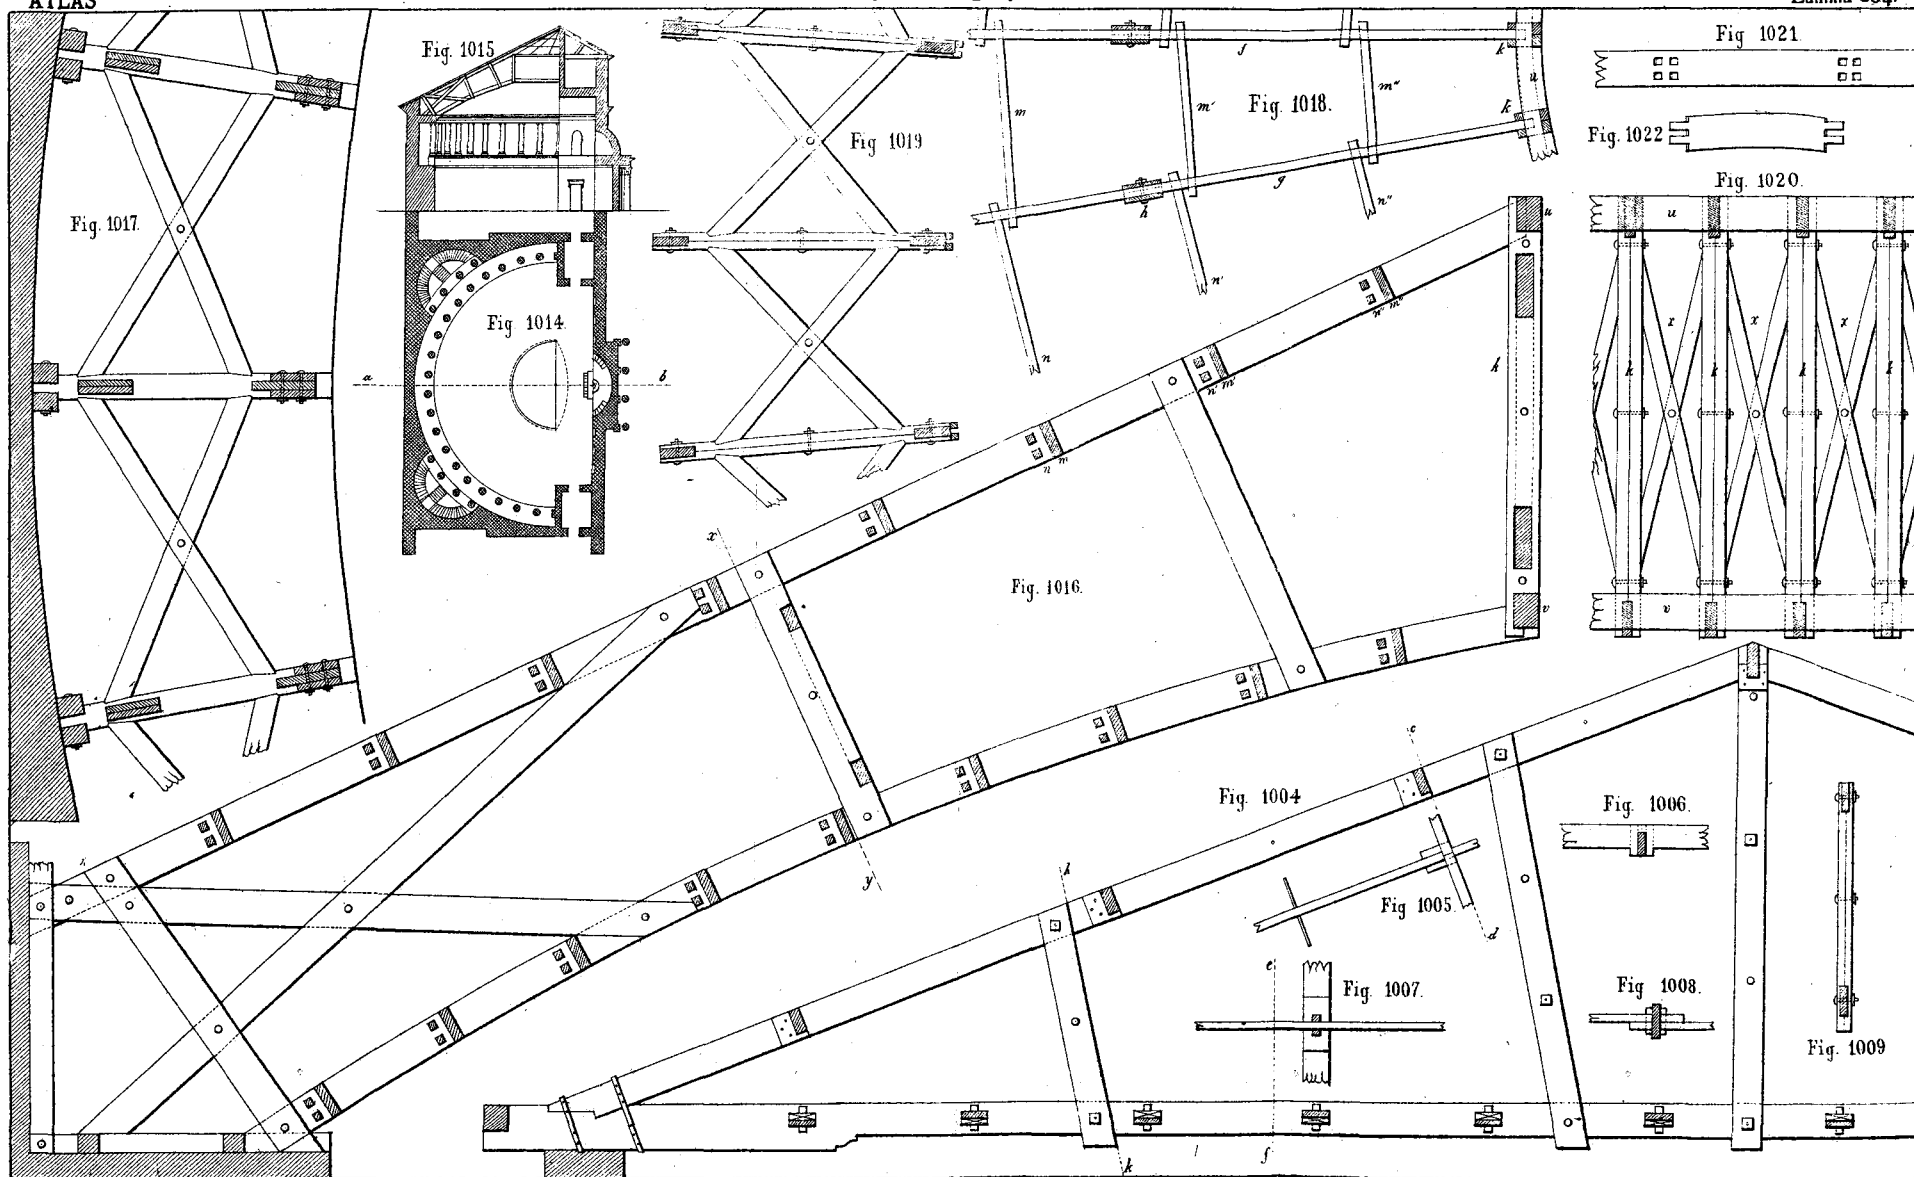 ATLAS
Fig. 1015
Fig. 1017.
Fig. 1014.
a
b
Fig 1019
j
k
u
m
m'
m''
Fig. 1018.
k
g
h
n
n'
n''
Fig 1021.
Fig. 1022
Fig. 1020.
u
u
x
x
x
k
k
k
k
k
v
v
n'' m''
n' m'
n m
x
y
Fig. 1016.
Fig. 1004
c
d
Fig. 1005.
Fig. 1006.
Fig. 1007.
e
f
Fig 1008.
Fig. 1009
k